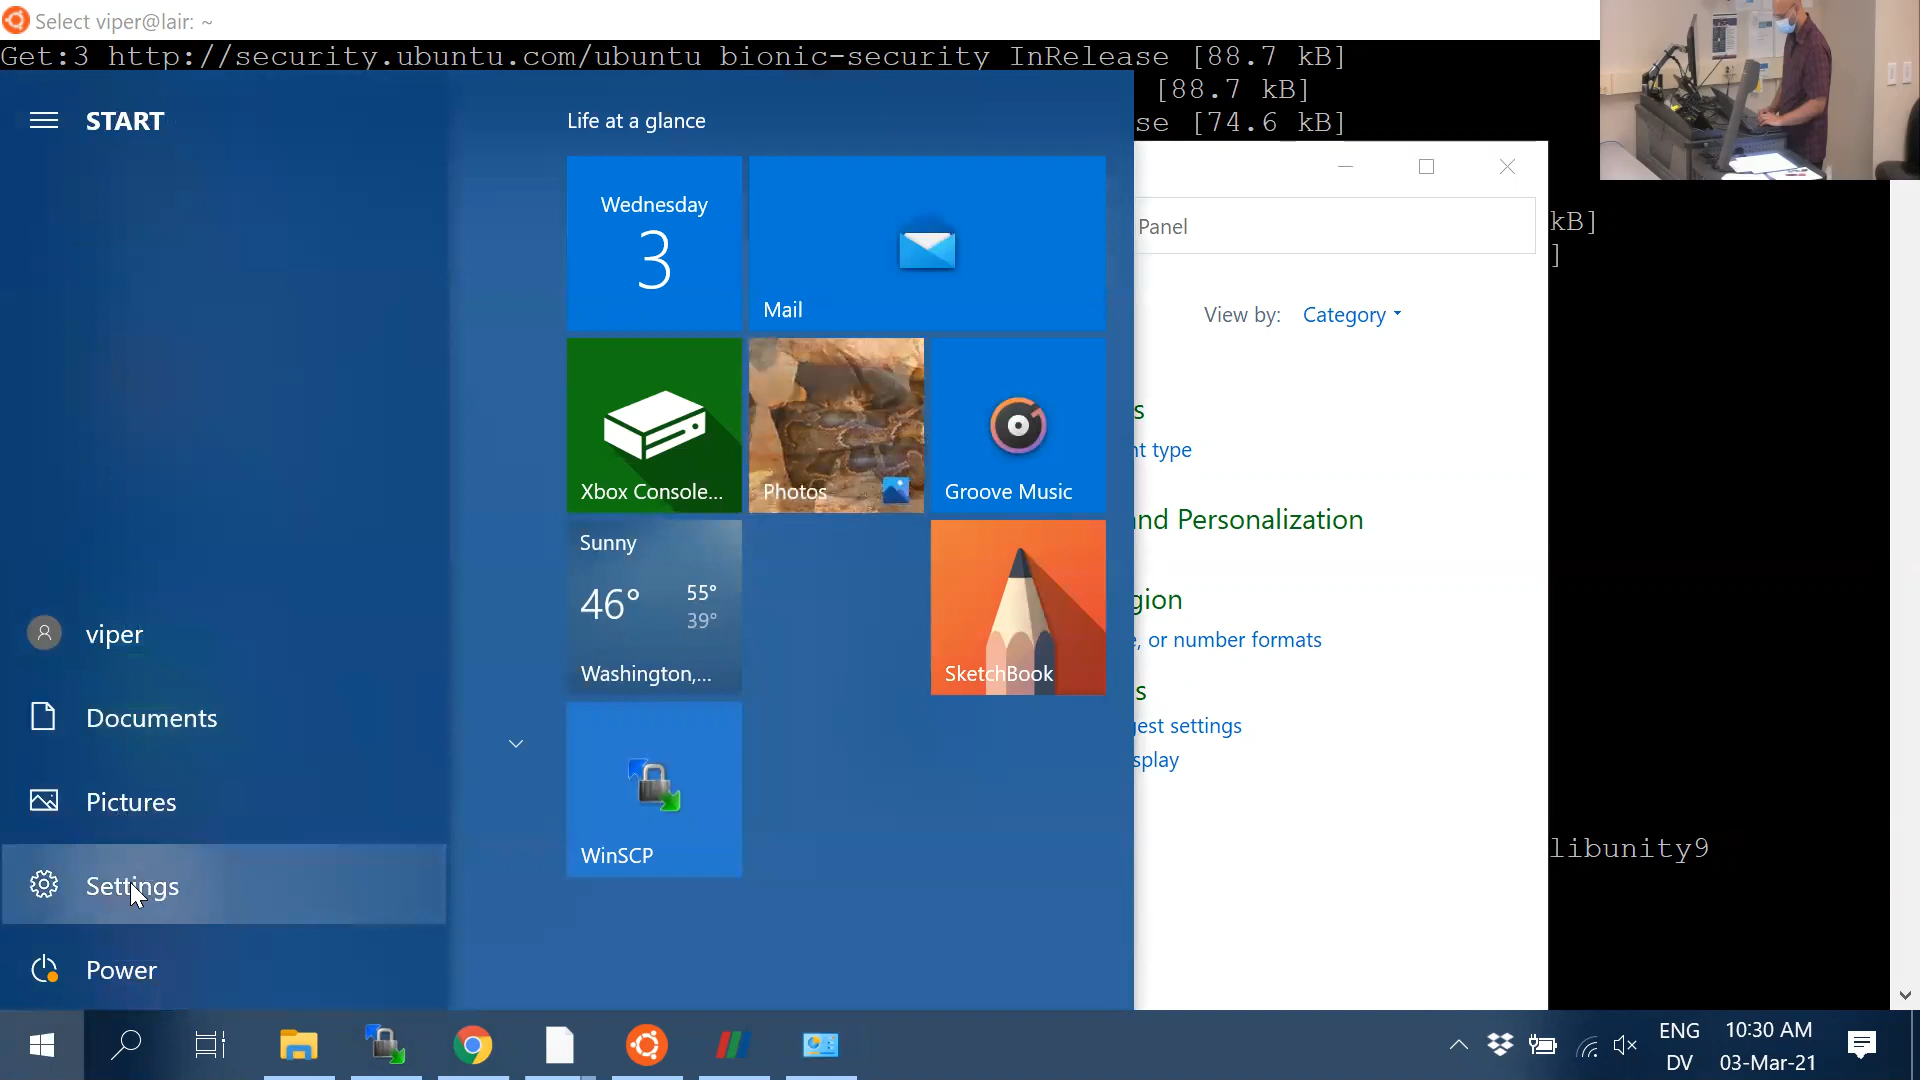 Select viper@lair: ~
Get:3 http://security.ubuntu.com/ubuntu bionic-security InRelease [88.7 kB]
[88.7 kB]
se [74.6 kB]
kB]
]
START
Life at a glance
Wednesday
3
Mail
Xbox Console...
Photos
Groove Music
Sunny
46°
55°
39°
Washington,...
SketchBook
WinSCP
viper
Documents
Pictures
Settings
Power
Panel
View by: Category
s
nt type
and Personalization
gion
e, or number formats
s
gest settings
splay
libunity9
ENG
DV
10:30 AM
03-Mar-21